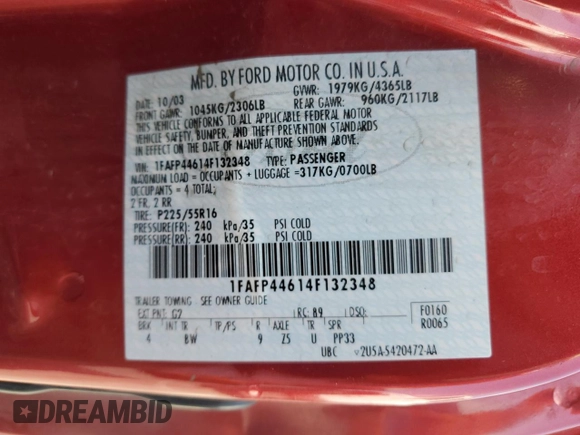 MFD. BY FORD MOTOR CO. IN U.S.A.
DATE: 10/03 GVWR: 1979KG/4365LB
FRONT GAWR: 1045KG/2306LB REAR GAWR: 960KG/2117LB
THIS VEHICLE CONFORMS TO ALL APPLICABLE FEDERAL MOTOR
VEHICLE SAFETY, BUMPER, AND THEFT PREVENTION STANDARDS
IN EFFECT ON THE DATE OF MANUFACTURE SHOWN ABOVE.
VIN: 1FAFP44614F132348 TYPE: PASSENGER
MAXIMUM LOAD = OCCUPANTS + LUGGAGE =317KG/0700LB
OCCUPANTS = 4 TOTAL;
2 FR, 2 RR
TIRE: P225/55R16
PRESSURE(FR): 240 kPa/35 PSI COLD
PRESSURE(RR): 240 kPa/35 PSI COLD
1FAFP44614F132348
TRAILER TOWING: SEE OWNER GUIDE
EXT PNT: G2 RC: 89 DSO: F0160
BRK INT TR TP/PS R AXLE TR SPR R0065
4 BW 9 Z5 U PP33
UBC v2U5A-5420472-AA
DREAMBID